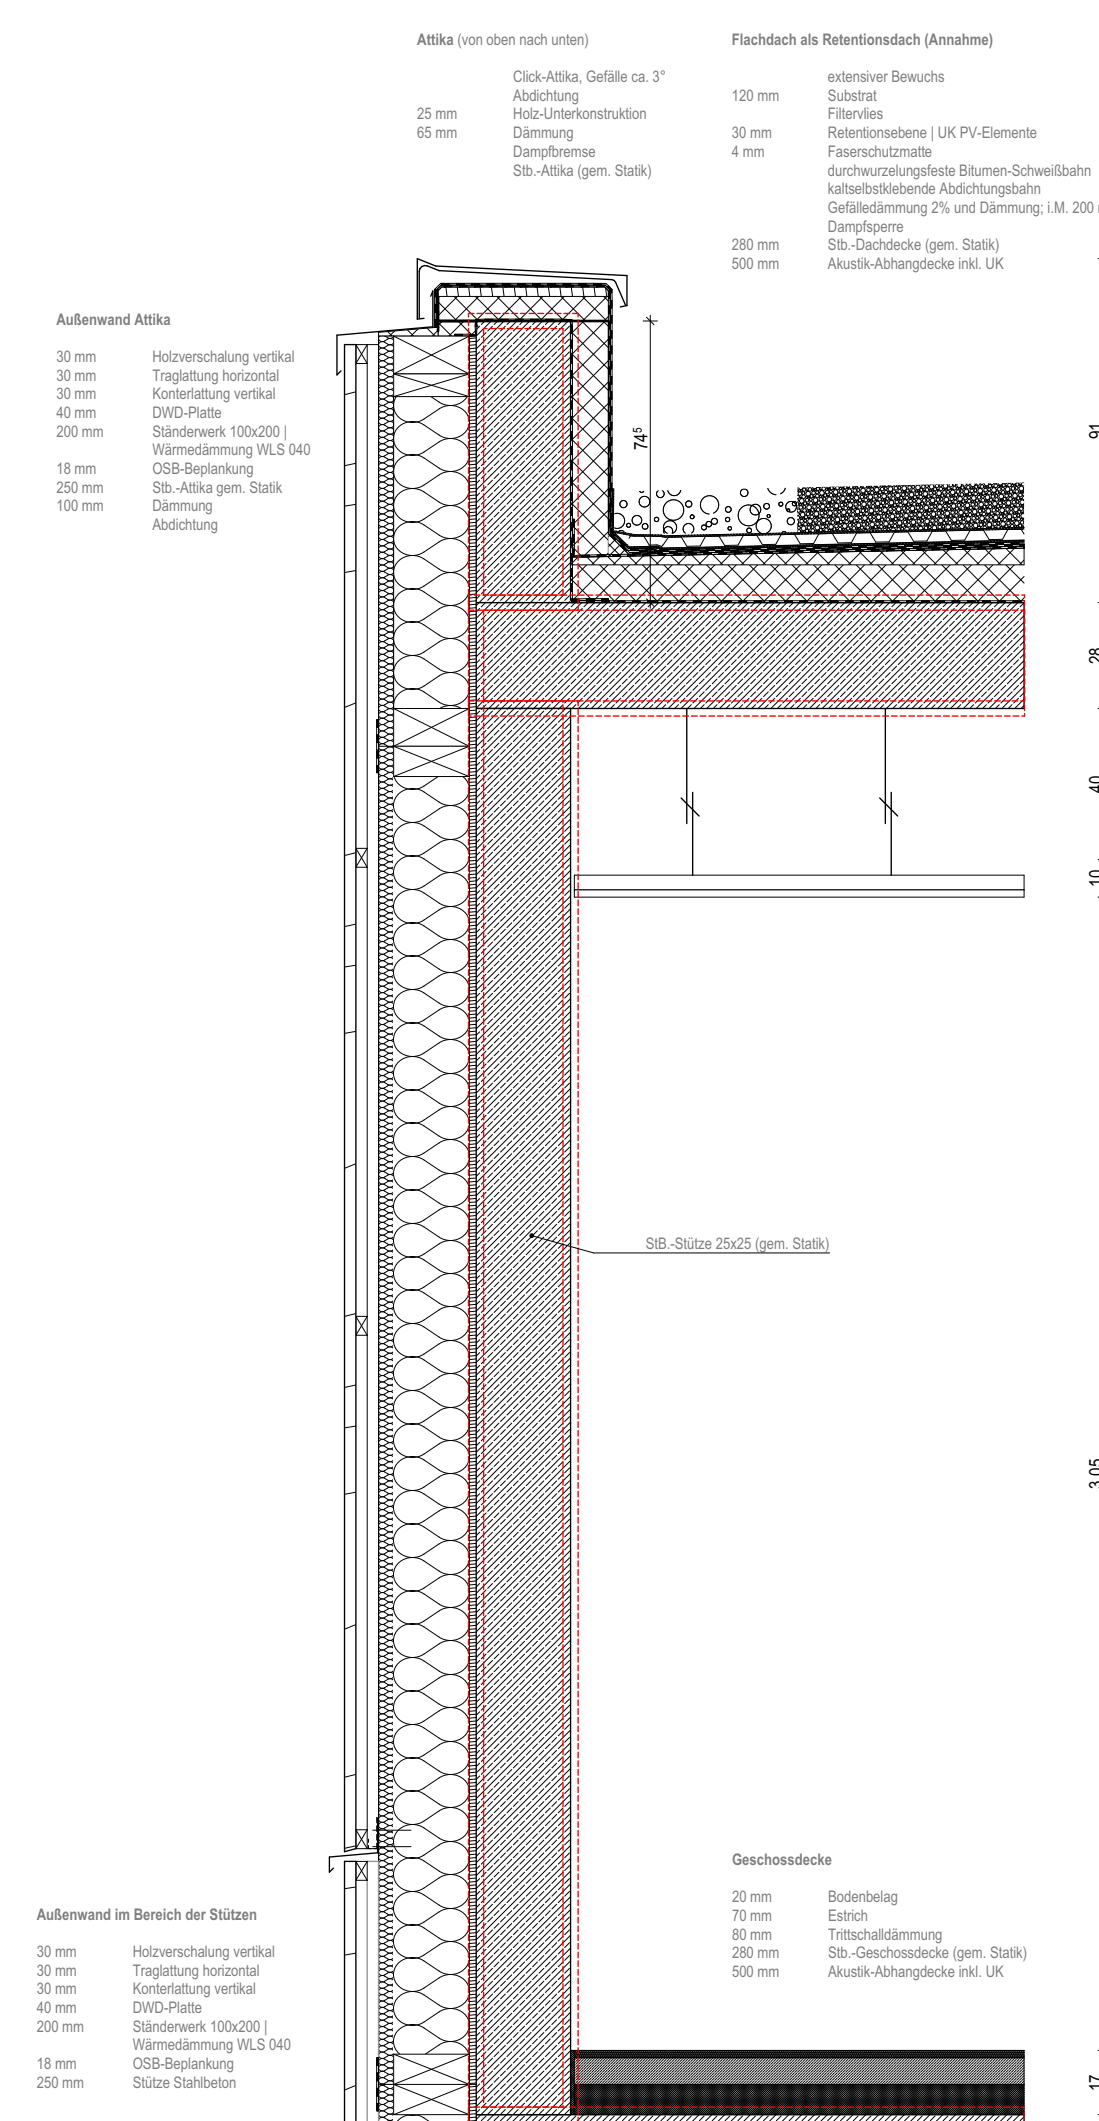 Attika (von oben nach unten)
Click-Attika, Gefälle ca. 3°
Abdichtung
25 mm Holz-Unterkonstruktion
65 mm Dämmung
Dampfbremse
Stb.-Attika (gem. Statik)
Flachdach als Retentionsdach (Annahme)
extensiver Bewuchs
120 mm Substrat
Filtervlies
30 mm Retentionsebene | UK PV-Elemente
4 mm Faserschutzmatte
durchwurzelungsfeste Bitumen-Schweißbahn
kaltselbstklebende Abdichtungsbahn
Gefälledämmung 2% und Dämmung; i.M. 200
Dampfsperre
280 mm Stb.-Dachdecke (gem. Statik)
500 mm Akustik-Abhangdecke inkl. UK
Außenwand Attika
30 mm Holzverschalung vertikal
30 mm Traglattung horizontal
30 mm Konterlattung vertikal
40 mm DWD-Platte
200 mm Ständerwerk 100x200 |
Wärmedämmung WLS 040
18 mm OSB-Beplankung
250 mm Stb.-Attika gem. Statik
100 mm Dämmung
Abdichtung
74⁵
91
28
40
10
StB.-Stütze 25x25 (gem. Statik)
3,05
Geschossdecke
20 mm Bodenbelag
70 mm Estrich
80 mm Trittschalldämmung
280 mm Stb.-Geschossdecke (gem. Statik)
500 mm Akustik-Abhangdecke inkl. UK
Außenwand im Bereich der Stützen
30 mm Holzverschalung vertikal
30 mm Traglattung horizontal
30 mm Konterlattung vertikal
40 mm DWD-Platte
200 mm Ständerwerk 100x200 |
Wärmedämmung WLS 040
18 mm OSB-Beplankung
250 mm Stütze Stahlbeton
17